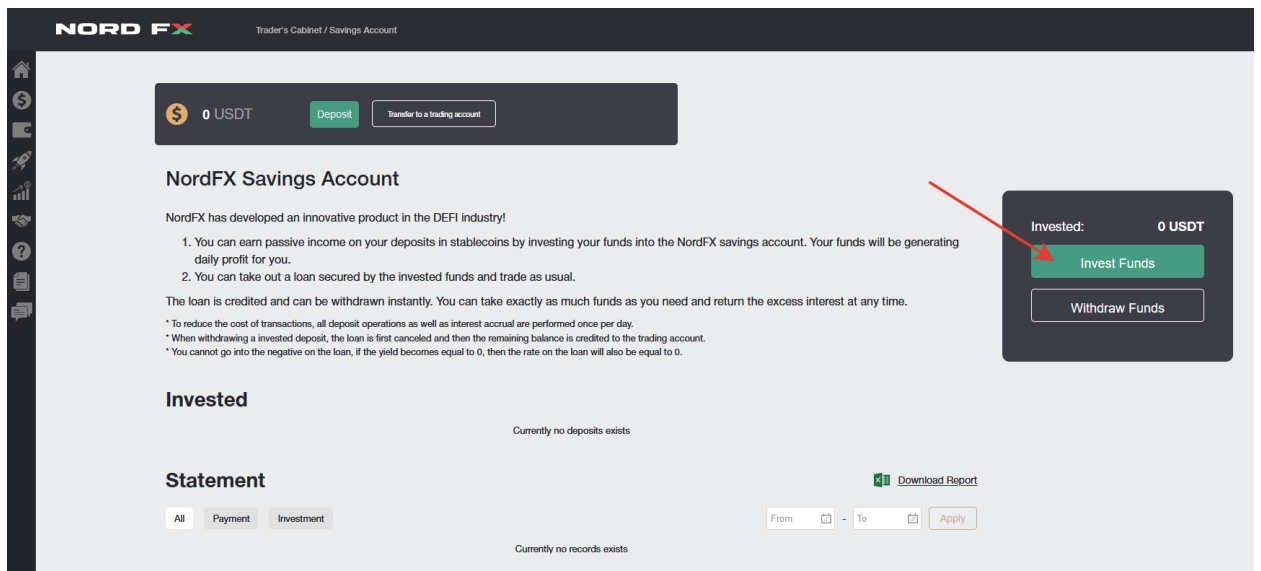 NORD FX
Trader's Cabinet / Savings Account
0 USDT
Deposit
Transfer to a trading account
NordFX Savings Account
NordFX has developed an innovative product in the DEFI industry!
1. You can earn passive income on your deposits in stablecoins by investing your funds into the NordFX savings account. Your funds will be generating
daily profit for you.
2. You can take out a loan secured by the invested funds and trade as usual.
The loan is credited and can be withdrawn instantly. You can take exactly as much funds as you need and return the excess interest at any time.
* To reduce the cost of transactions, all deposit operations as well as interest accrual are performed once per day.
* When withdrawing a invested deposit, the loan is first canceled and then the remaining balance is credited to the trading account.
* You cannot go into the negative on the loan, if the yield becomes equal to 0, then the rate on the loan will also be equal to 0.
Invested: 0 USDT
Invest Funds
Withdraw Funds
Invested
Currently no deposits exists
Statement
Download Report
All Payment Investment
From - To Apply
Currently no records exists